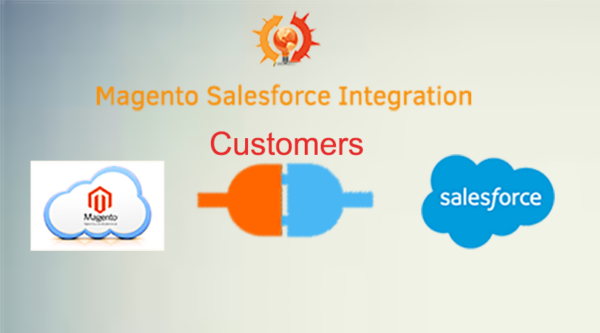 Magento Salesforce Integration
Customers
Magento
salesforce